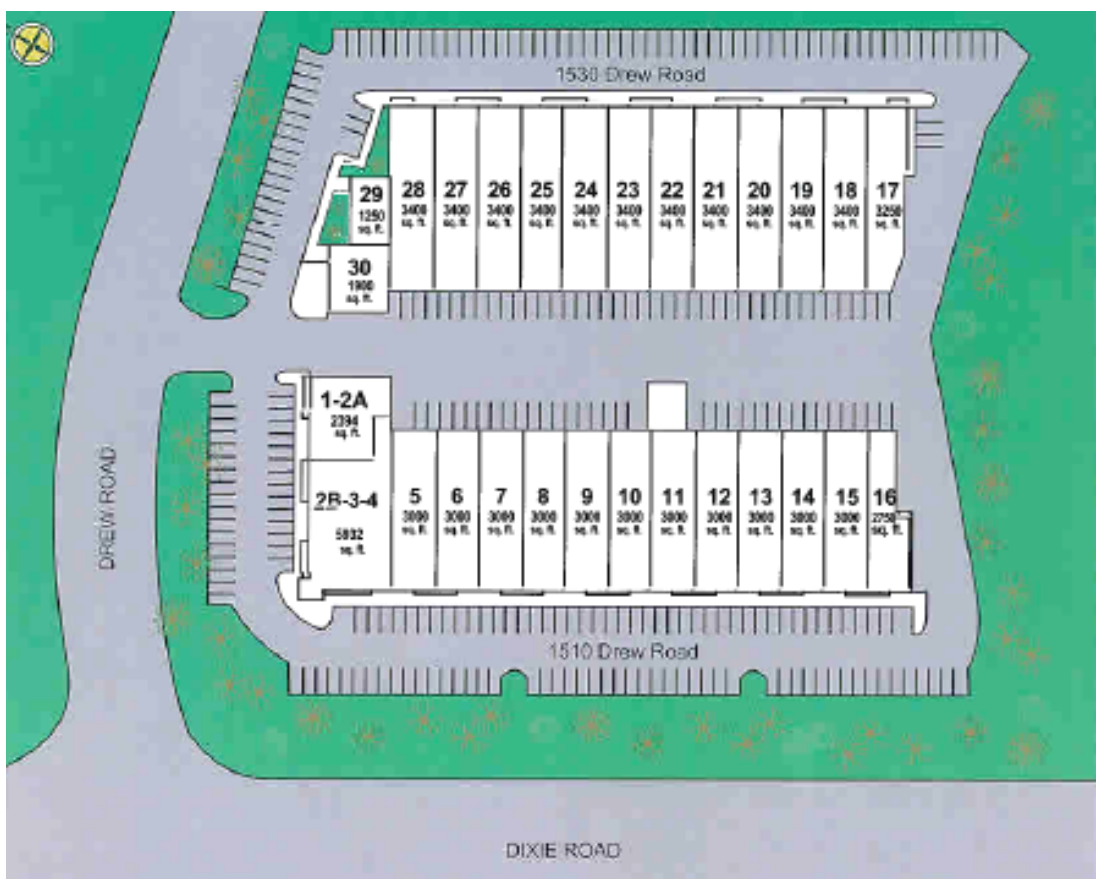 1530 Drew Road
29
1250
sq. ft.
28
3400
sq. ft.
27
3400
sq. ft.
26
3400
sq. ft.
25
3400
sq. ft.
24
3400
sq. ft.
23
3400
sq. ft.
22
3400
sq. ft.
21
3400
sq. ft.
20
3400
sq. ft.
19
3400
sq. ft.
18
3400
sq. ft.
17
3250
sq. ft.
30
1900
sq. ft.
1-2A
2394
sq. ft.
2B-3-4
5932
sq. ft.
5
3000
sq. ft.
6
3000
sq. ft.
7
3000
sq. ft.
8
3000
sq. ft.
9
3000
sq. ft.
10
3000
sq. ft.
11
3000
sq. ft.
12
3000
sq. ft.
13
3000
sq. ft.
14
3000
sq. ft.
15
3000
sq. ft.
16
2750
sq. ft.
DREW ROAD
1510 Drew Road
DIXIE ROAD